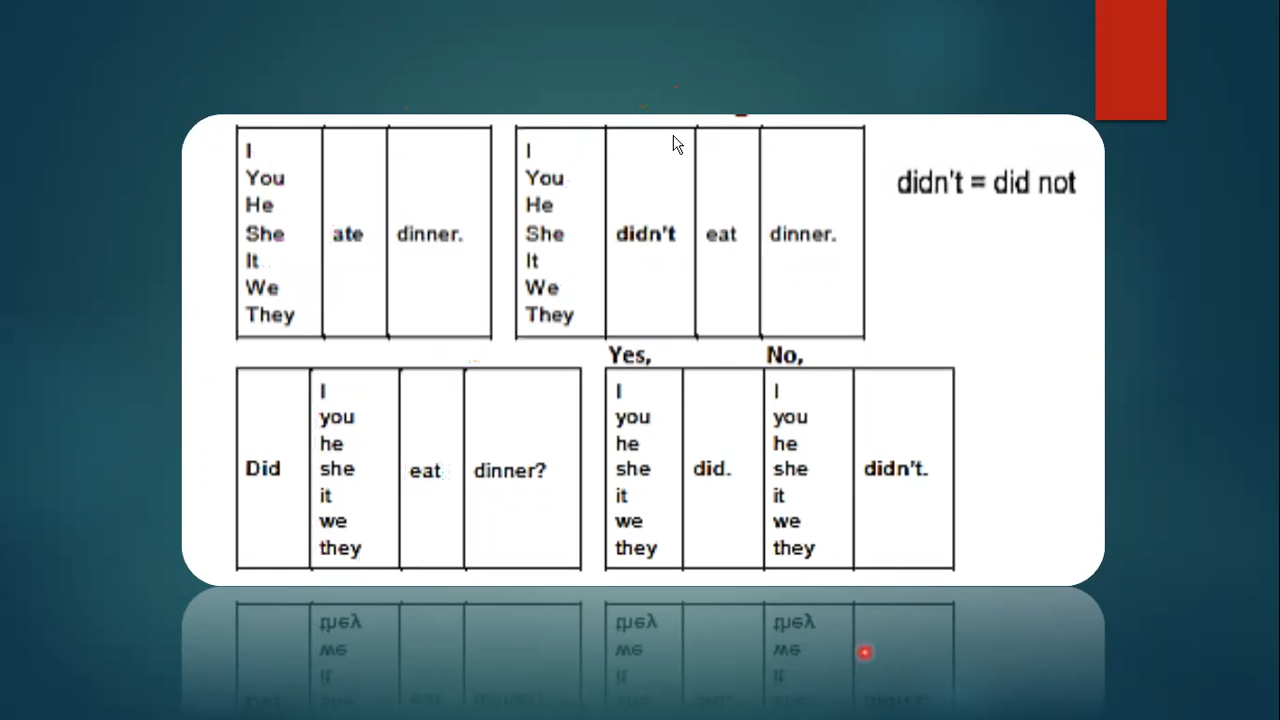 I
You
He
She
It
We
They
ate
dinner.
I
You
He
She
It
We
They
didn't
eat
dinner.
didn't = did not
Did
I
you
he
she
it
we
they
eat
dinner?
Yes,
I
you
he
she
it
we
they
did.
No,
I
you
he
she
it
we
they
didn't.